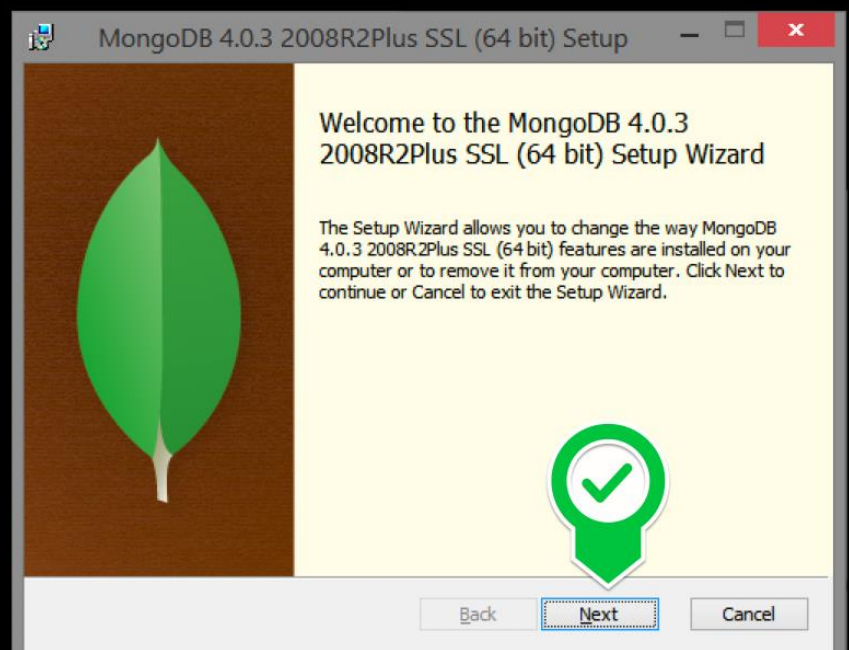 MongoDB 4.0.3 2008R2Plus SSL (64 bit) Setup
Welcome to the MongoDB 4.0.3
2008R2Plus SSL (64 bit) Setup Wizard
The Setup Wizard allows you to change the way MongoDB
4.0.3 2008R2Plus SSL (64 bit) features are installed on your
computer or to remove it from your computer. Click Next to
continue or Cancel to exit the Setup Wizard.
Back Next Cancel